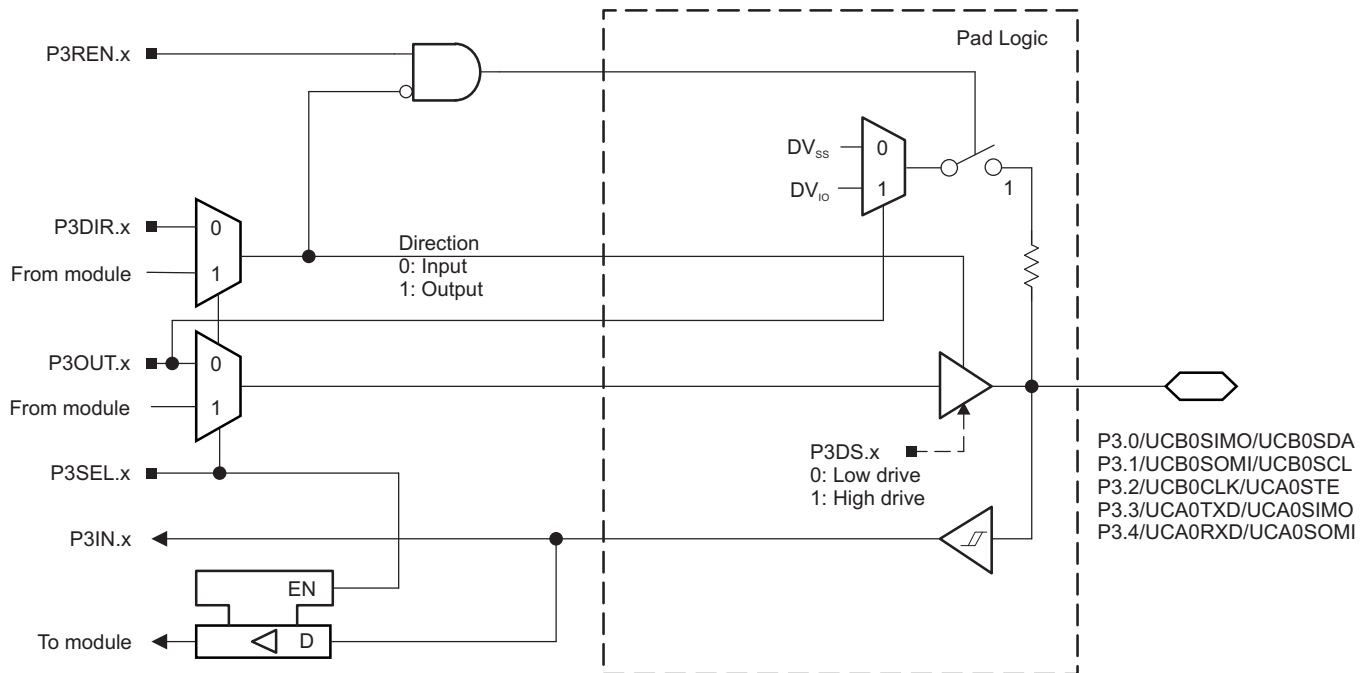 Pad Logic
P3REN.x
DVSS
0
DVIO
1
1
P3DIR.x
0
From module
1
Direction
0: Input
1: Output
P3OUT.x
0
From module
1
P3SEL.x
P3DS.x
0: Low drive
1: High drive
P3.0/UCB0SIMO/UCB0SDA
P3.1/UCB0SOMI/UCB0SCL
P3.2/UCB0CLK/UCA0STE
P3.3/UCA0TXD/UCA0SIMO
P3.4/UCA0RXD/UCA0SOMI
P3IN.x
EN
To module
D